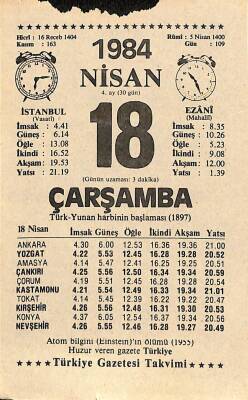 Hicrî : 16 Receb 1404
Kasım : 163
Rûmî : 5 Nisan 1400
Gün : 109
1984
NİSAN
4. ay (30 gün)
İSTANBUL
(Vasatî)
İmsak : 4.41
Güneş : 6.14
Öğle : 13.08
İkindi : 16.52
Akşam : 19.53
Yatsı : 21.19
18
(Günün uzaması: 3 dakika)
EZÂNÎ
(Mahallî)
İmsak : 8.35
Güneş : 10.26
Öğle : 5.23
İkindi : 9.08
Akşam : 12.00
Yatsı : 1.39
ÇARŞAMBA
Türk-Yunan harbinin başlaması (1897)
18 Nisan İmsak Güneş Öğle İkindi Akşam Yatsı
ANKARA 4.30 6.00 12.53 16.36 19.36 21.00
YOZGAT 4.22 5.53 12.45 16.28 19.28 20.52
AMASYA 4.14 5.47 12.41 16.25 19.25 20.51
ÇANKIRI 4.25 5.56 12.50 16.34 19.34 20.59
ÇORUM 4.19 5.51 12.45 16.28 20.54
KASTAMONU 4.21 5.54 12.49 16.33 19.34 21.01
TOKAT 4.14 5.45 12.39 16.22 19.22 20.47
KIRŞEHİR 4.26 5.56 12.48 16.31 19.30 20.53
KONYA 4.37 6.05 12.54 16.37 19.34 20.56
NEVŞEHİR 4.26 5.55 12.46 16.28 19.27 20.49
Atom bilgini (Einstein)'ın ölümü (1955)
Huzur veren gazete Türkiye
Türkiye Gazetesi Takvimi